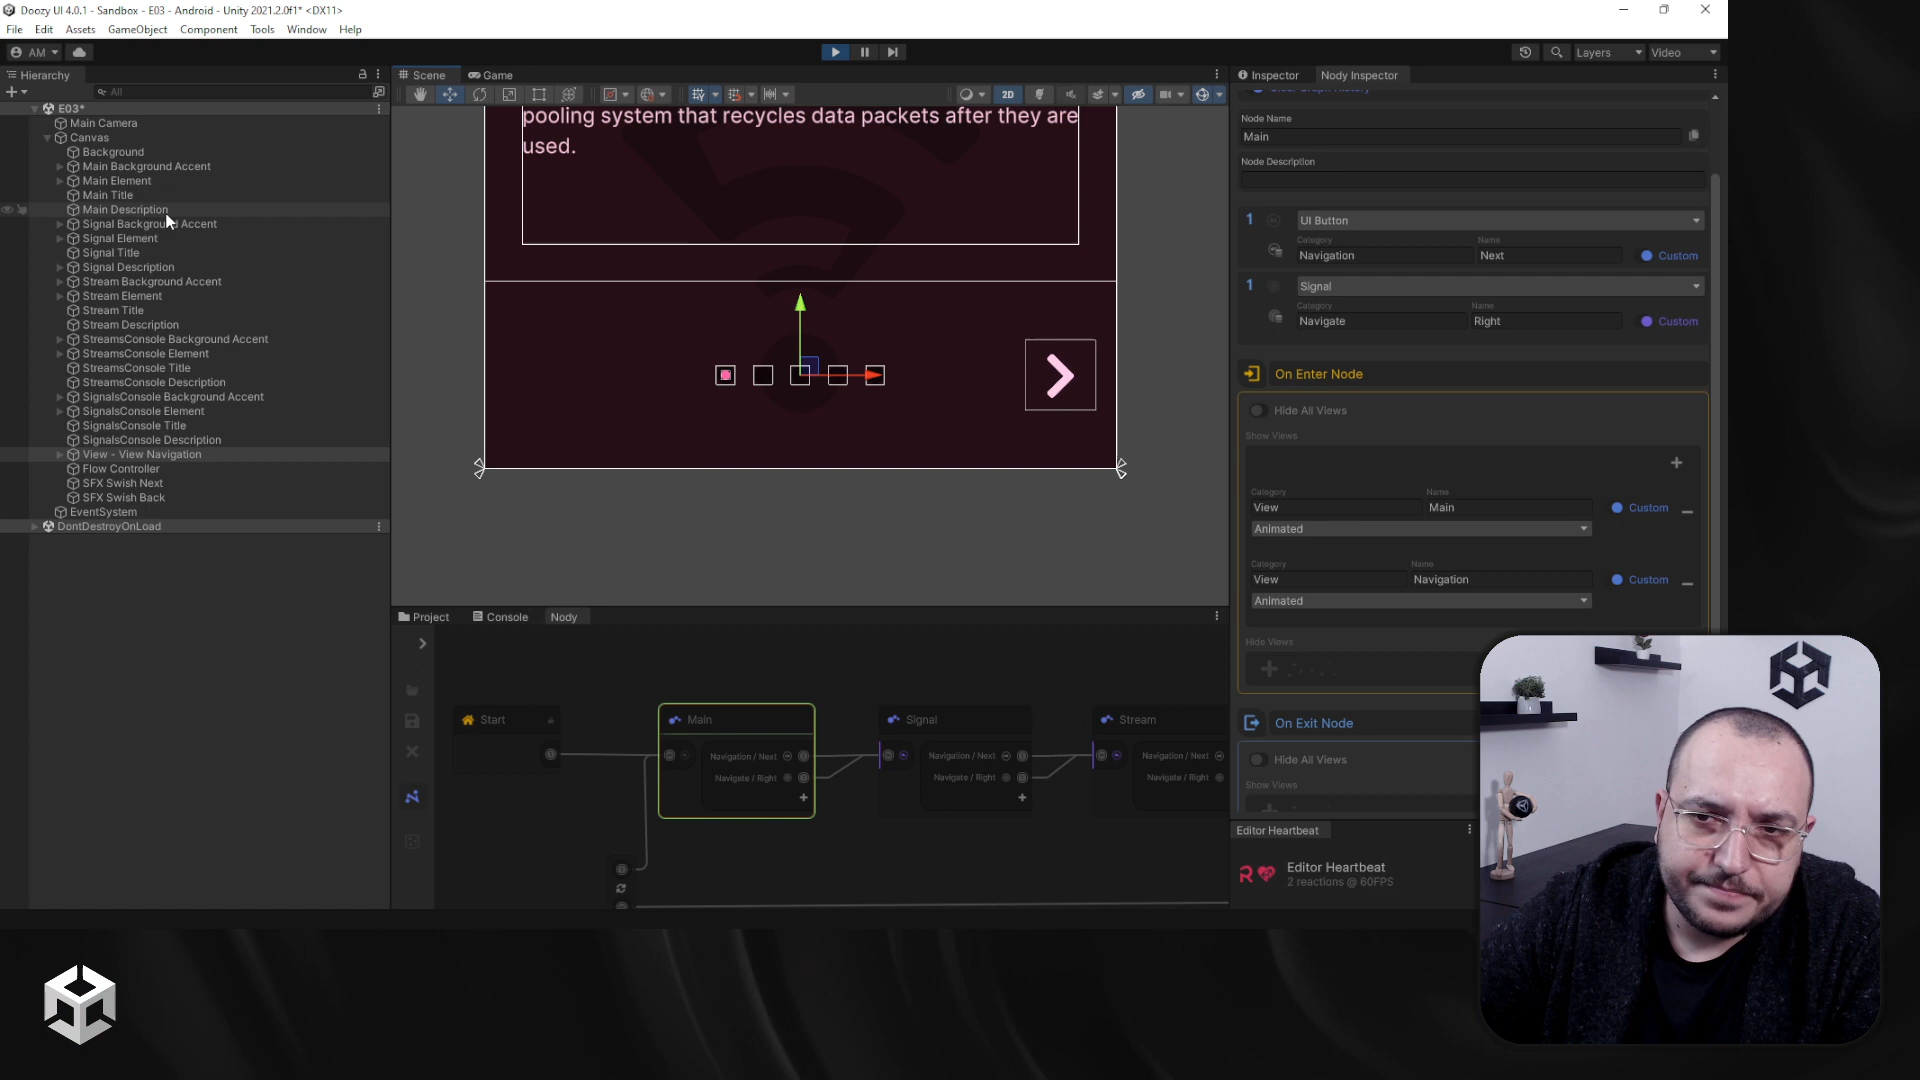 Doozy UI 4.0.1 - Sandbox - E03 - Android - Unity 2021.2.0f1* <DX11>
File Edit Assets GameObject Component Tools Window Help
AM Layers Video
Hierarchy
All
E03*
Main Camera
Canvas
Background
Main Background Accent
Main Element
Main Title
Main Description
Signal Background Accent
Signal Element
Signal Title
Signal Description
Stream Background Accent
Stream Element
Stream Title
Stream Description
StreamsConsole Background Accent
StreamsConsole Element
StreamsConsole Title
StreamsConsole Description
SignalsConsole Background Accent
SignalsConsole Element
SignalsConsole Title
SignalsConsole Description
View - View Navigation
Flow Controller
SFX Swish Next
SFX Swish Back
EventSystem
DontDestroyOnLoad
Scene Game
2D
pooling system that recycles data packets after they are
used.
Project Console Nody
Start
Main
Navigation / Next
Navigate / Right
Signal
Navigation / Next
Navigate / Right
Stream
Navigation / Next
Navigate / Right
Inspector Nody Inspector
Clear Graph History
Node Name
Main
Node Description
1 UI Button
Category Name
Navigation Next Custom
1 Signal
Category Name
Navigate Right Custom
On Enter Node
Hide All Views
Show Views
Category Name
View Main Custom
Animated
Category Name
View Navigation Custom
Animated
Hide Views
On Exit Node
Hide All Views
Show Views
Editor Heartbeat
Editor Heartbeat
2 reactions @ 60FPS